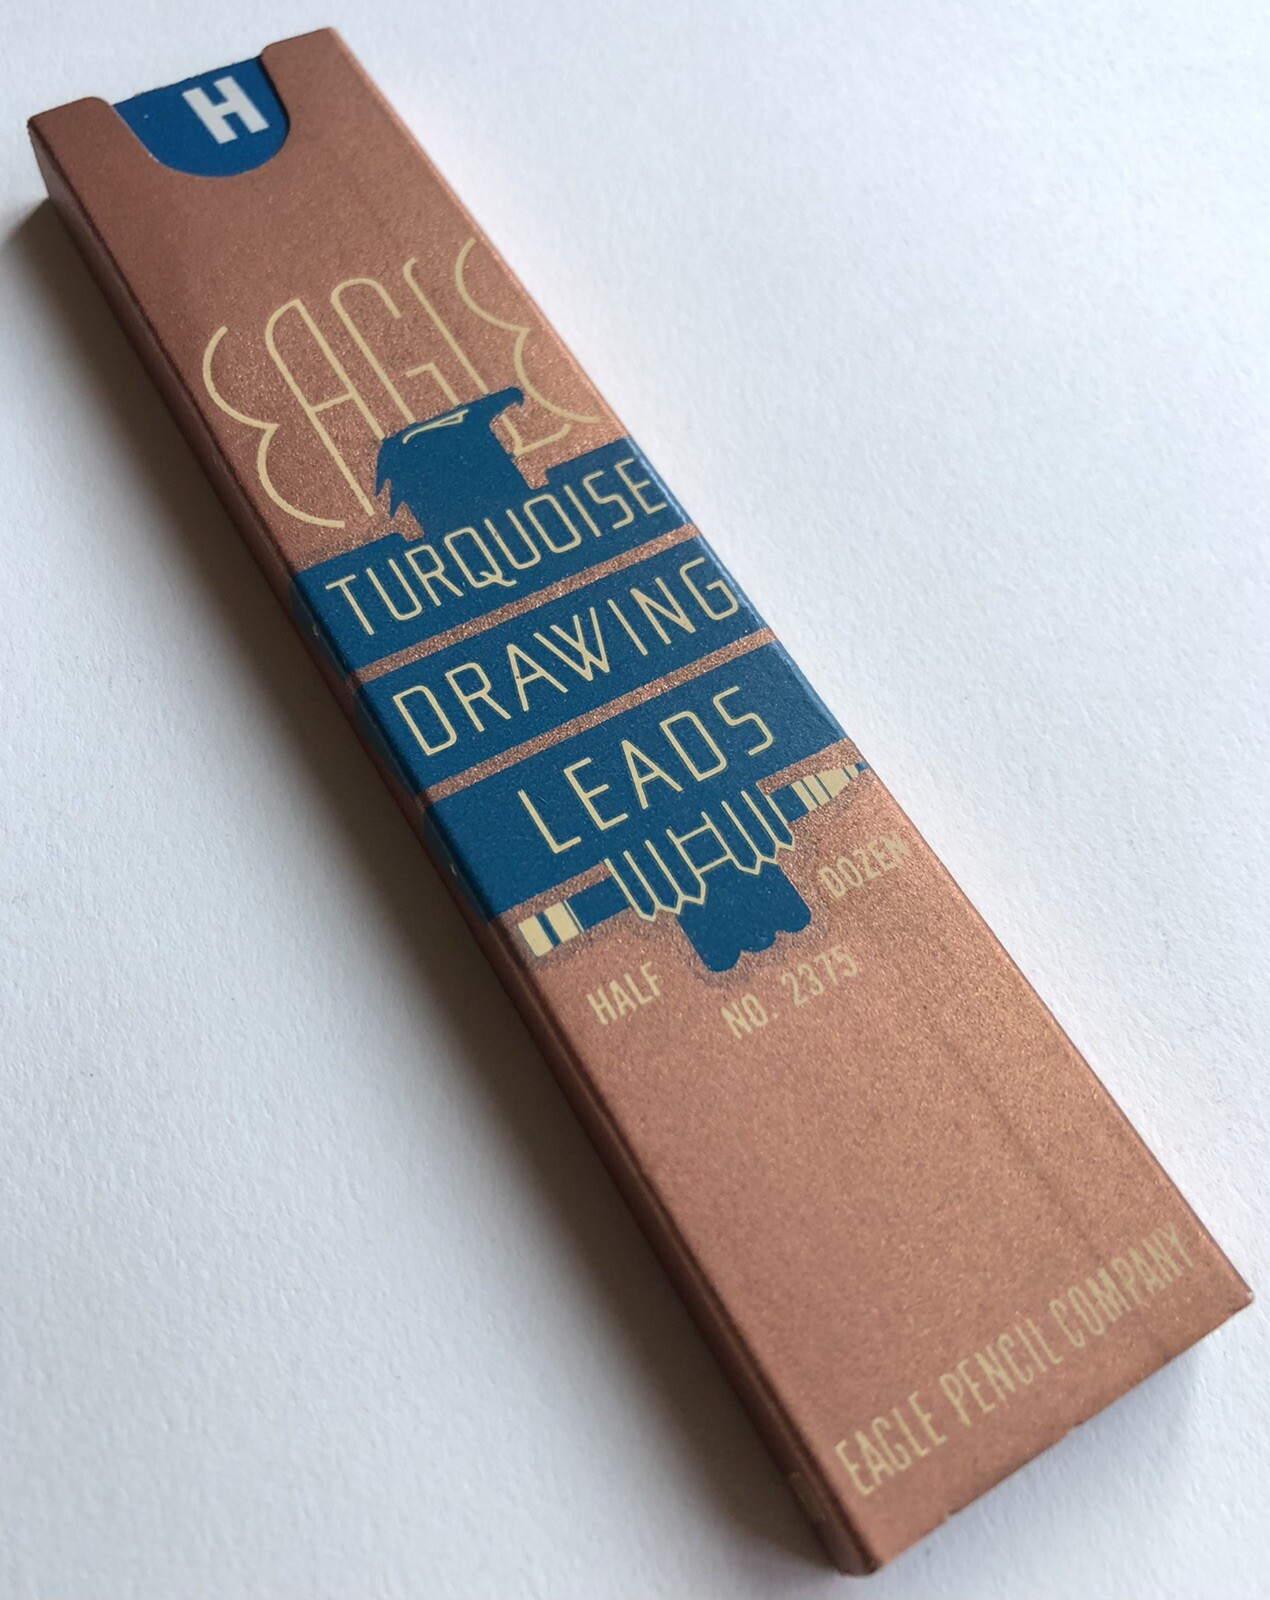 H
EAGLE
TURQUOISE
DRAWING
LEADS
HALF DOZEN
NO. 2375
EAGLE PENCIL COMPANY